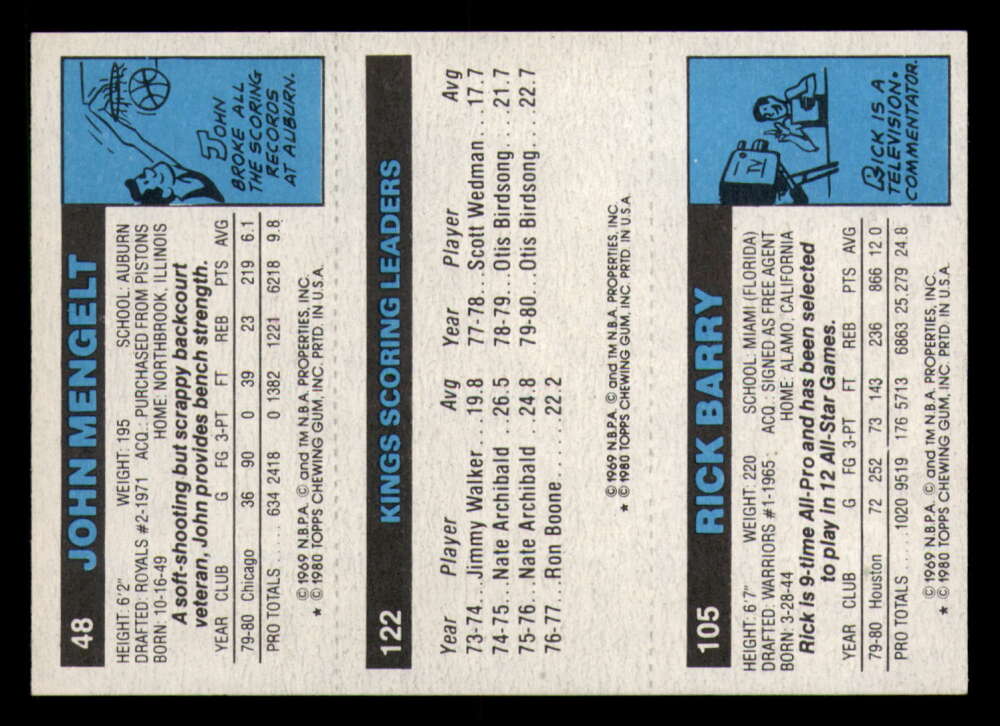 48 JOHN MENGELT
HEIGHT: 6'2" WEIGHT: 195 SCHOOL: AUBURN
DRAFTED: ROYALS #2-1971 ACQ.: PURCHASED FROM PISTONS
BORN: 10-16-49 HOME: NORTHBROOK, ILLINOIS
A soft-shooting but scrappy backcourt
veteran, John provides bench strength.
YEAR CLUB G FG 3-PT FT REB PTS AVG
79-80 Chicago 36 90 0 39 23 219 6.1
PRO TOTALS..... 634 2418 0 1382 1221 6218 9.8
© 1969 N.B.P.A. © and TM N.B.A. PROPERTIES, INC.
★ © 1980 TOPPS CHEWING GUM, INC. PRTD. IN U.S.A.
JOHN
BROKE ALL
THE SCORING
RECORDS
AT AUBURN.
122 KINGS SCORING LEADERS
Year Player Avg Year Player Avg
73-74....Jimmy Walker....19.8 77-78....Scott Wedman....17.7
74-75....Nate Archibald ..26.5 78-79....Otis Birdsong....21.7
75-76....Nate Archibald ..24.8 79-80....Otis Birdsong....22.7
76-77....Ron Boone......22.2
© 1969 N.B.P.A. © and TM N.B.A. PROPERTIES, INC.
★ © 1980 TOPPS CHEWING GUM, INC. PRTD IN U.S.A
105 RICK BARRY
HEIGHT: 6'7" WEIGHT: 220 SCHOOL: MIAMI (FLORIDA)
DRAFTED: WARRIORS #1-1965 ACQ.: SIGNED AS FREE AGENT
BORN: 3-28-44 HOME: ALAMO, CALIFORNIA
Rick is 9-time All-Pro and has been selected
to play in 12 All-Star Games.
YEAR CLUB G FG 3-PT FT REB PTS AVG
79-80 Houston 72 252 73 143 236 866 12.0
PRO TOTALS.....1020 9519 176 5713 6863 25,279 24.8
© 1969 N.B.P.A. © and TM N.B.A. PROPERTIES, INC.
★ © 1980 TOPPS CHEWING GUM, INC. PRTD. IN U.S.A.
TV
RICK IS A
TELEVISION
COMMENTATOR.